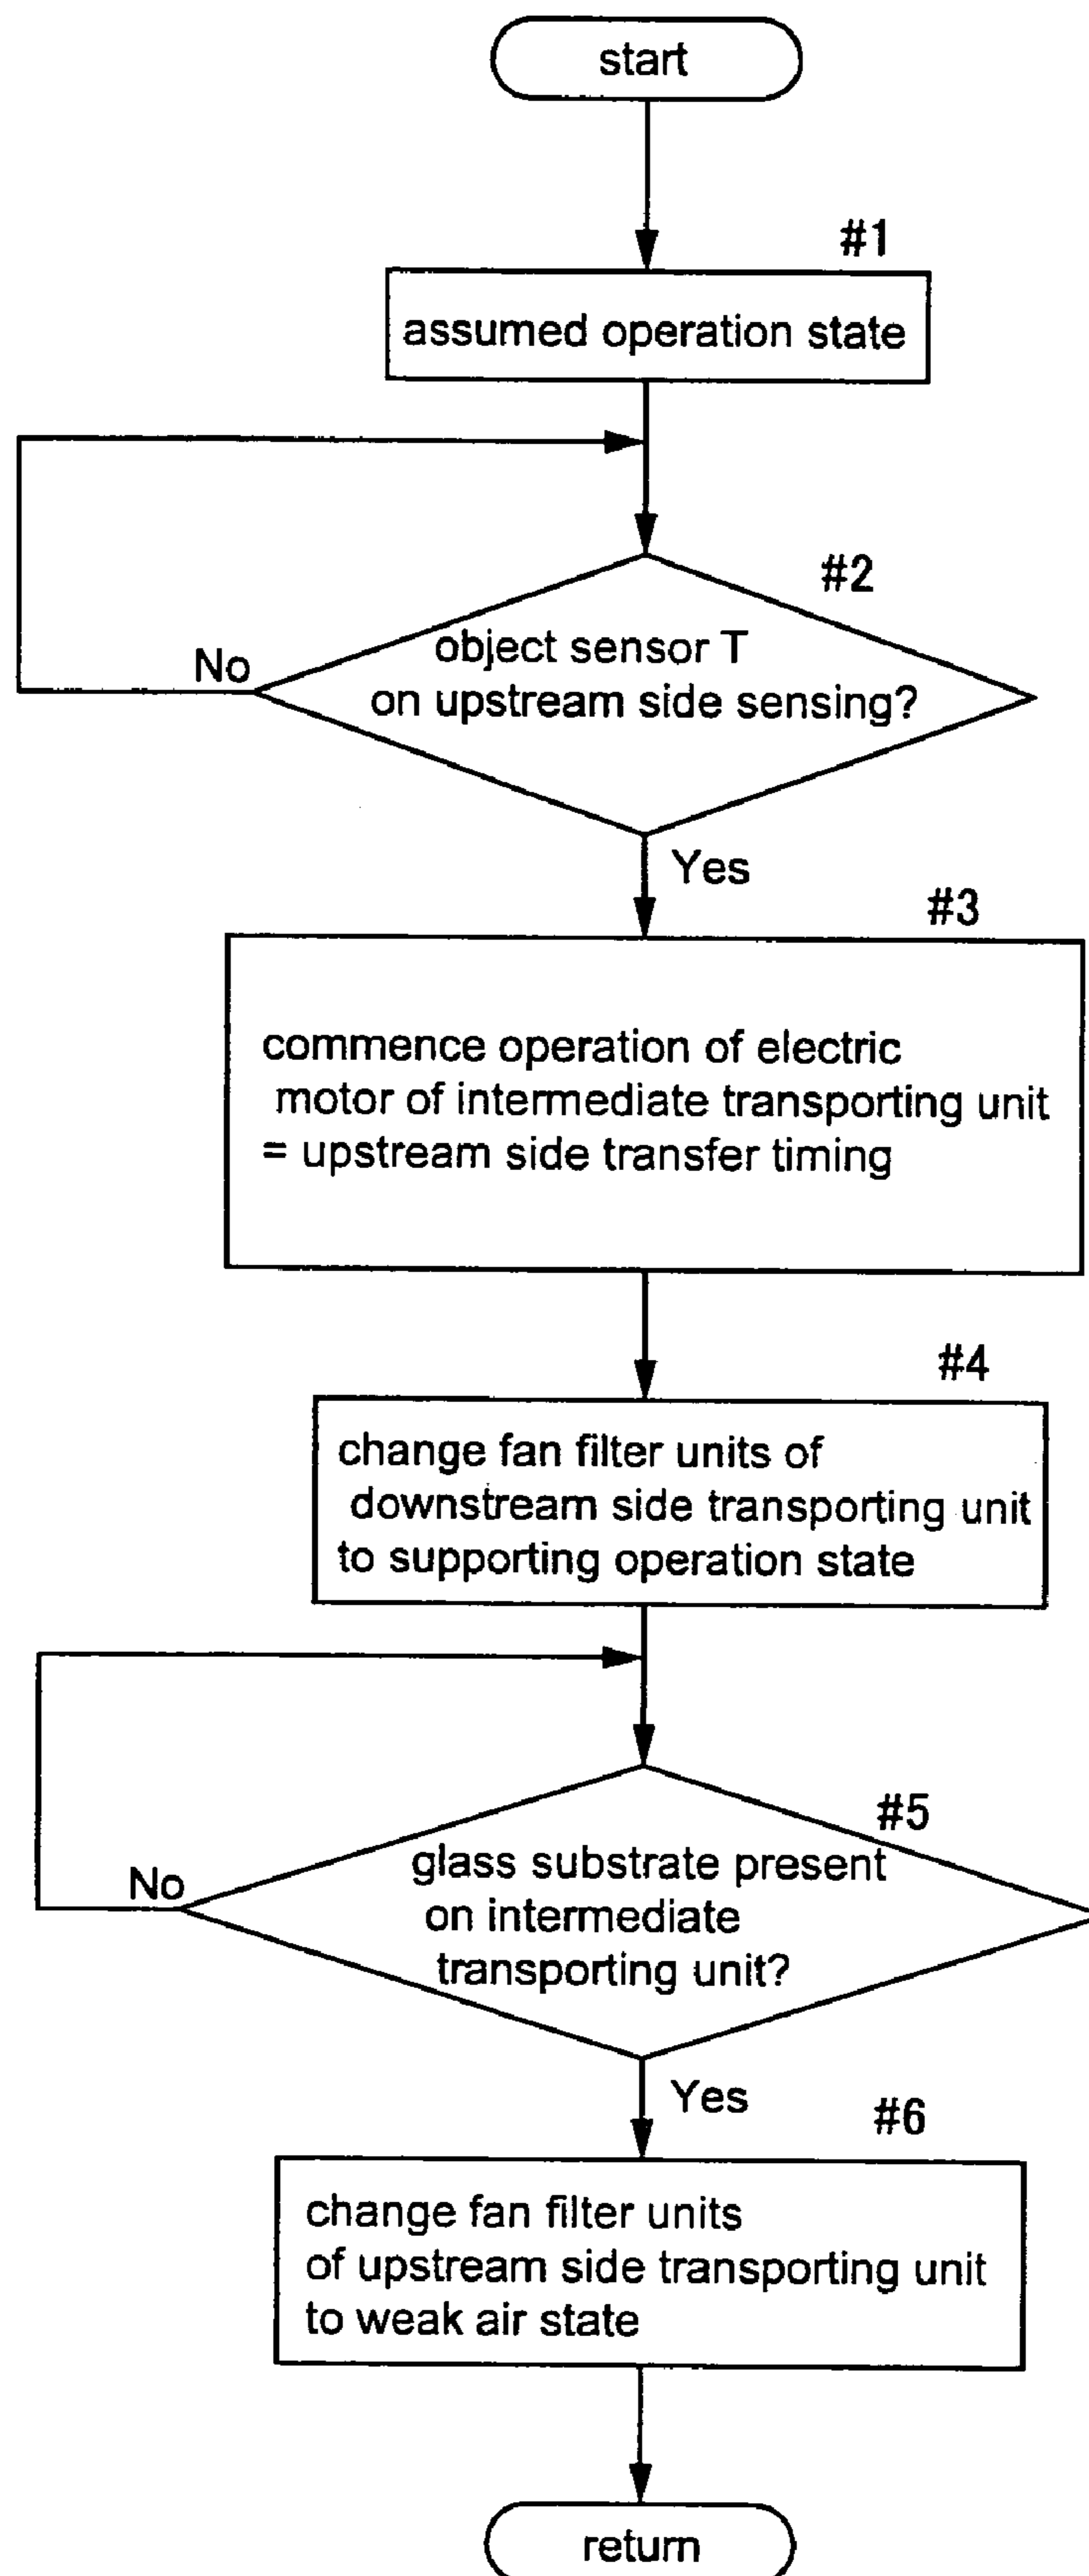 start
#1
assumed operation state
#2
object sensor T
on upstream side sensing?
No
Yes
#3
commence operation of electric
motor of intermediate transporting unit
= upstream side transfer timing
#4
change fan filter units of
downstream side transporting unit
to supporting operation state
#5
glass substrate present
on intermediate
transporting unit?
No
Yes
#6
change fan filter units
of upstream side transporting unit
to weak air state
return